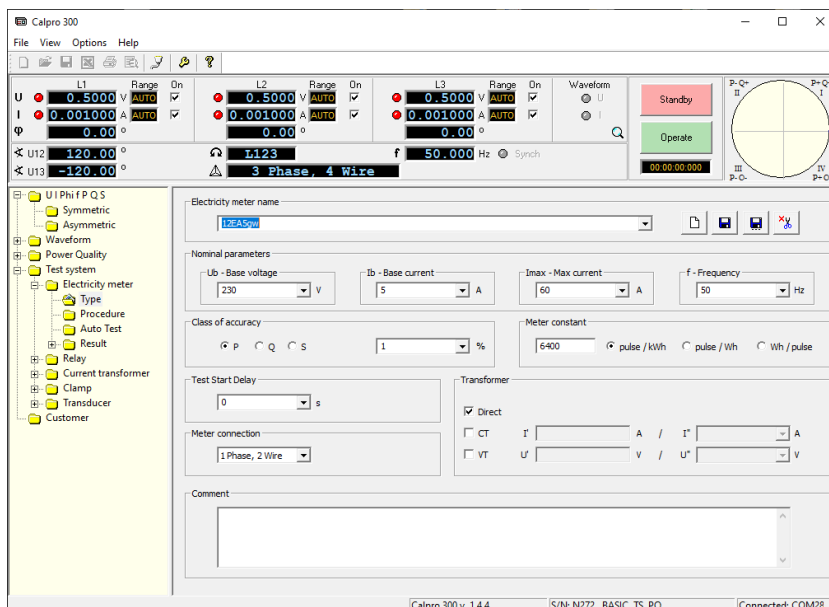 Calpro 300
File View Options Help
L1 Range On L2 Range On L3 Range On Waveform
U 0.5000 V AUTO 0.5000 V AUTO 0.5000 V AUTO U
I 0.001000 A AUTO 0.001000 A AUTO 0.001000 A AUTO I
φ 0.00 ° 0.00 ° 0.00 °
∢ U12 120.00 ° L123 f 50.000 Hz Synch
∢ U13 -120.00 ° 3 Phase, 4 Wire
Standby
Operate
00:00:00:000
P- Q+ P+ Q+
II I
III IV
P- Q- P+ Q-
U I Phi f P Q S
Symmetric
Asymmetric
Waveform
Power Quality
Test system
Electricity meter
Type
Procedure
Auto Test
Result
Relay
Current transformer
Clamp
Transducer
Customer
Electricity meter name
12EA5gw
Nominal parameters
Ub - Base voltage Ib - Base current Imax - Max current f - Frequency
230 V 5 A 60 A 50 Hz
Class of accuracy Meter constant
P Q S 1 % 6400 pulse / kWh pulse / Wh Wh / pulse
Test Start Delay Transformer
0 s
Direct
CT I' A / I" A
VT U' V / U" V
Meter connection
1 Phase, 2 Wire
Comment
Calpro 300 v. 1.4.4 S/N: N272, BASIC_TS_PQ Connected: COM28